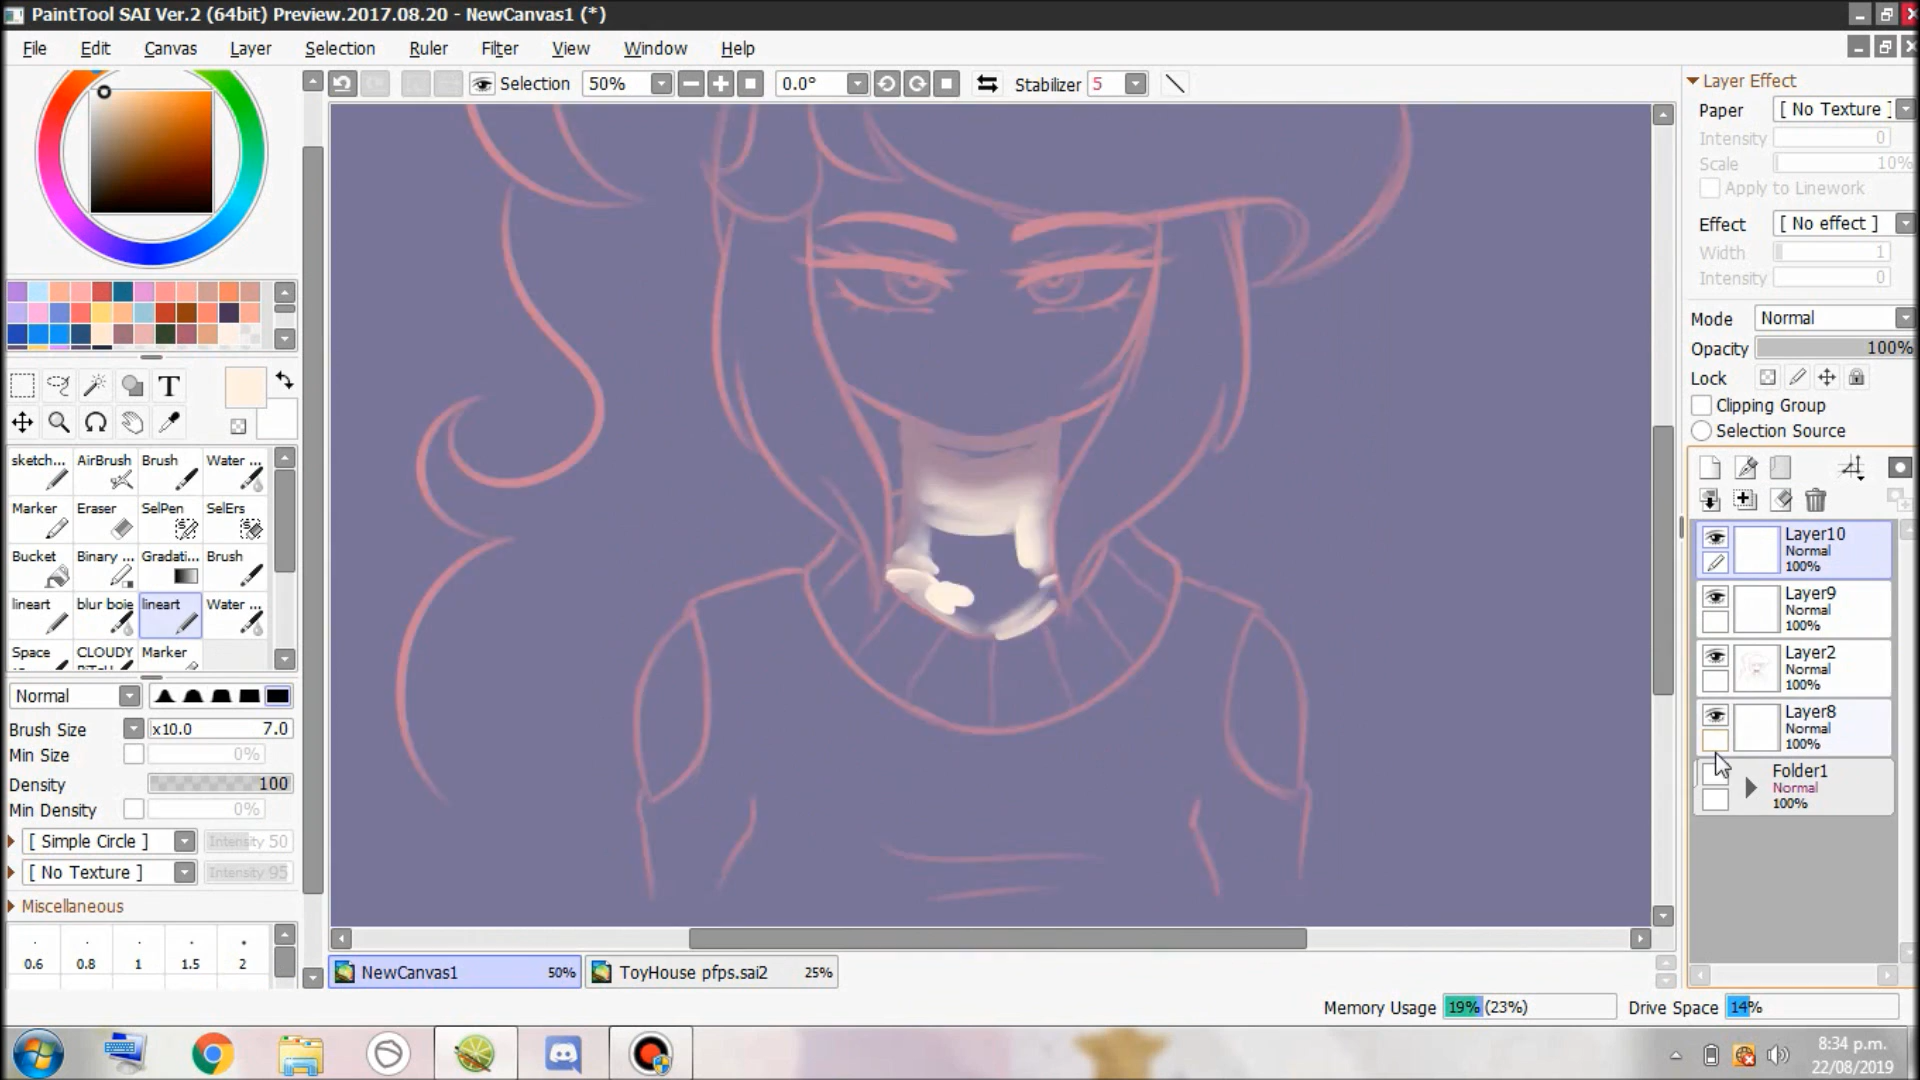 PaintTool SAI Ver.2 (64bit) Preview.2017.08.20 - NewCanvas1 (*)
File Edit Canvas Layer Selection Ruler Filter View Window Help
Selection 50% 0.0° Stabilizer 5
Layer Effect
Paper [ No Texture ]
Intensity 0
Scale 10%
Apply to Linework
Effect [ No effect ]
Width 1
Intensity 0
Mode Normal
Opacity 100%
Lock
Clipping Group
Selection Source
Layer10
Normal
100%
Layer9
Normal
100%
Layer2
Normal
100%
Layer8
Normal
100%
Folder1
Normal
100%
T
sketch... AirBrush Brush Water ...
Marker Eraser SelPen SelErs
Bucket Binary ... Gradati... Brush
lineart blur boie lineart Water ...
Space CLOUDY Marker
Normal
Brush Size x10.0 7.0
Min Size 0%
Density 100
Min Density 0%
[ Simple Circle ] Intensity 50
[ No Texture ] Intensity 95
Miscellaneous
0.6 0.8 1 1.5 2
NewCanvas1 50% ToyHouse pfps.sai2 25%
Memory Usage 19% (23%) Drive Space 14%
8:34 p.m.
22/08/2019